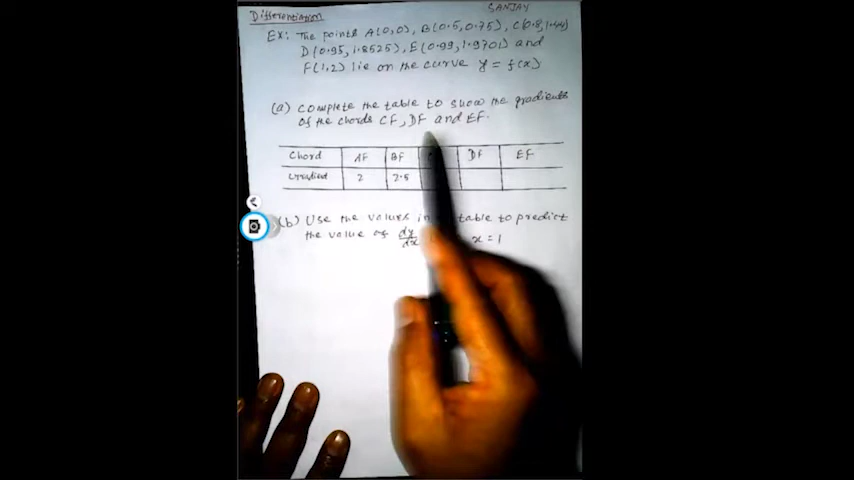 Differentiation
SANJAY
Ex: The points A(0,0), B(0.5,0.75), C(0.8,1.44)
D(0.95,1.8525), E(0.99,1.9701) and
F(1,2) lie on the curve y = f(x)
(a) Complete the table to show the gradients
of the chords CF, DF and EF.
Chord AF BF DF EF
Gradient 2 2.5
(b) Use the values in table to predict
the value of dy/dx x = 1